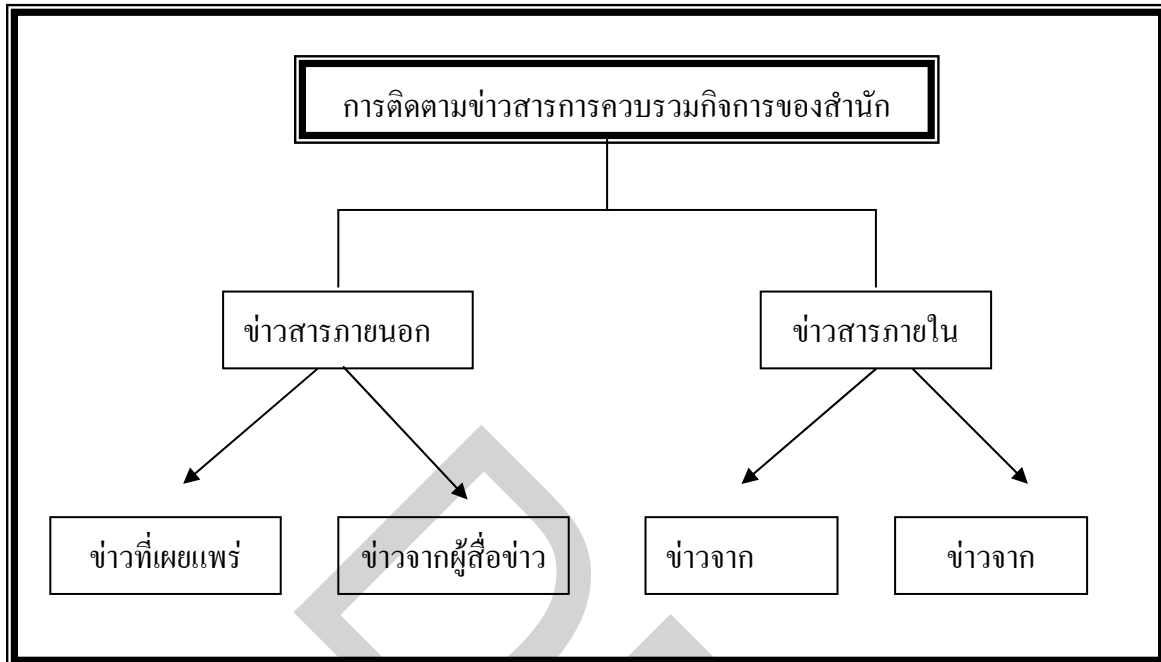 การติดตามข่าวสารการควบรวมกิจการของสำนัก
ข่าวสารภายนอก
ข่าวสารภายใน
ข่าวที่เผยแพร่
ข่าวจากผู้สื่อข่าว
ข่าวจาก
ข่าวจาก